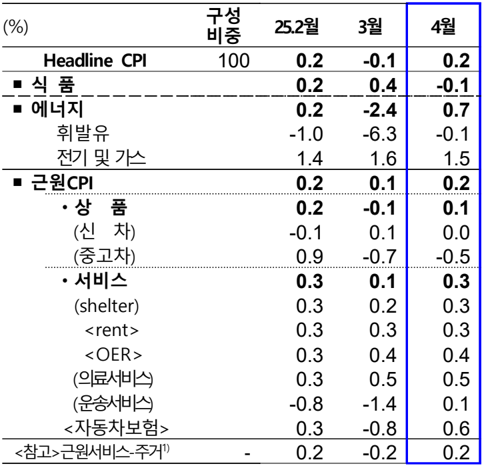 (%) 구성 비중 25.2월 3월 4월
Headline CPI 100 0.2 -0.1 0.2
▪ 식 품 0.2 0.4 -0.1
▪ 에너지 0.2 -2.4 0.7
휘발유 -1.0 -6.3 -0.1
전기 및 가스 1.4 1.6 1.5
▪ 근원CPI 0.2 0.1 0.2
・상 품 0.2 -0.1 0.1
(신 차) -0.1 0.1 0.0
(중고차) 0.9 -0.7 -0.5
・서비스 0.3 0.1 0.3
(shelter) 0.3 0.2 0.3
<rent> 0.3 0.3 0.3
<OER> 0.3 0.4 0.4
(의료서비스) 0.3 0.5 0.5
(운송서비스) -0.8 -1.4 0.1
<자동차보험> 0.3 -0.8 0.6
<참고>근원서비스-주거¹⁾ - 0.2 -0.2 0.2